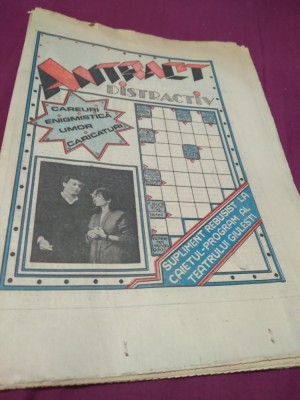 ANTRACT
DiSTRACTiV
CAREURI
ENIGMISTICĂ
UMOR
CARICATURI
SUPLIMENT REBUSIST LA
CAIETUL-PROGRAM AL
TEATRULUI GIULEȘTI